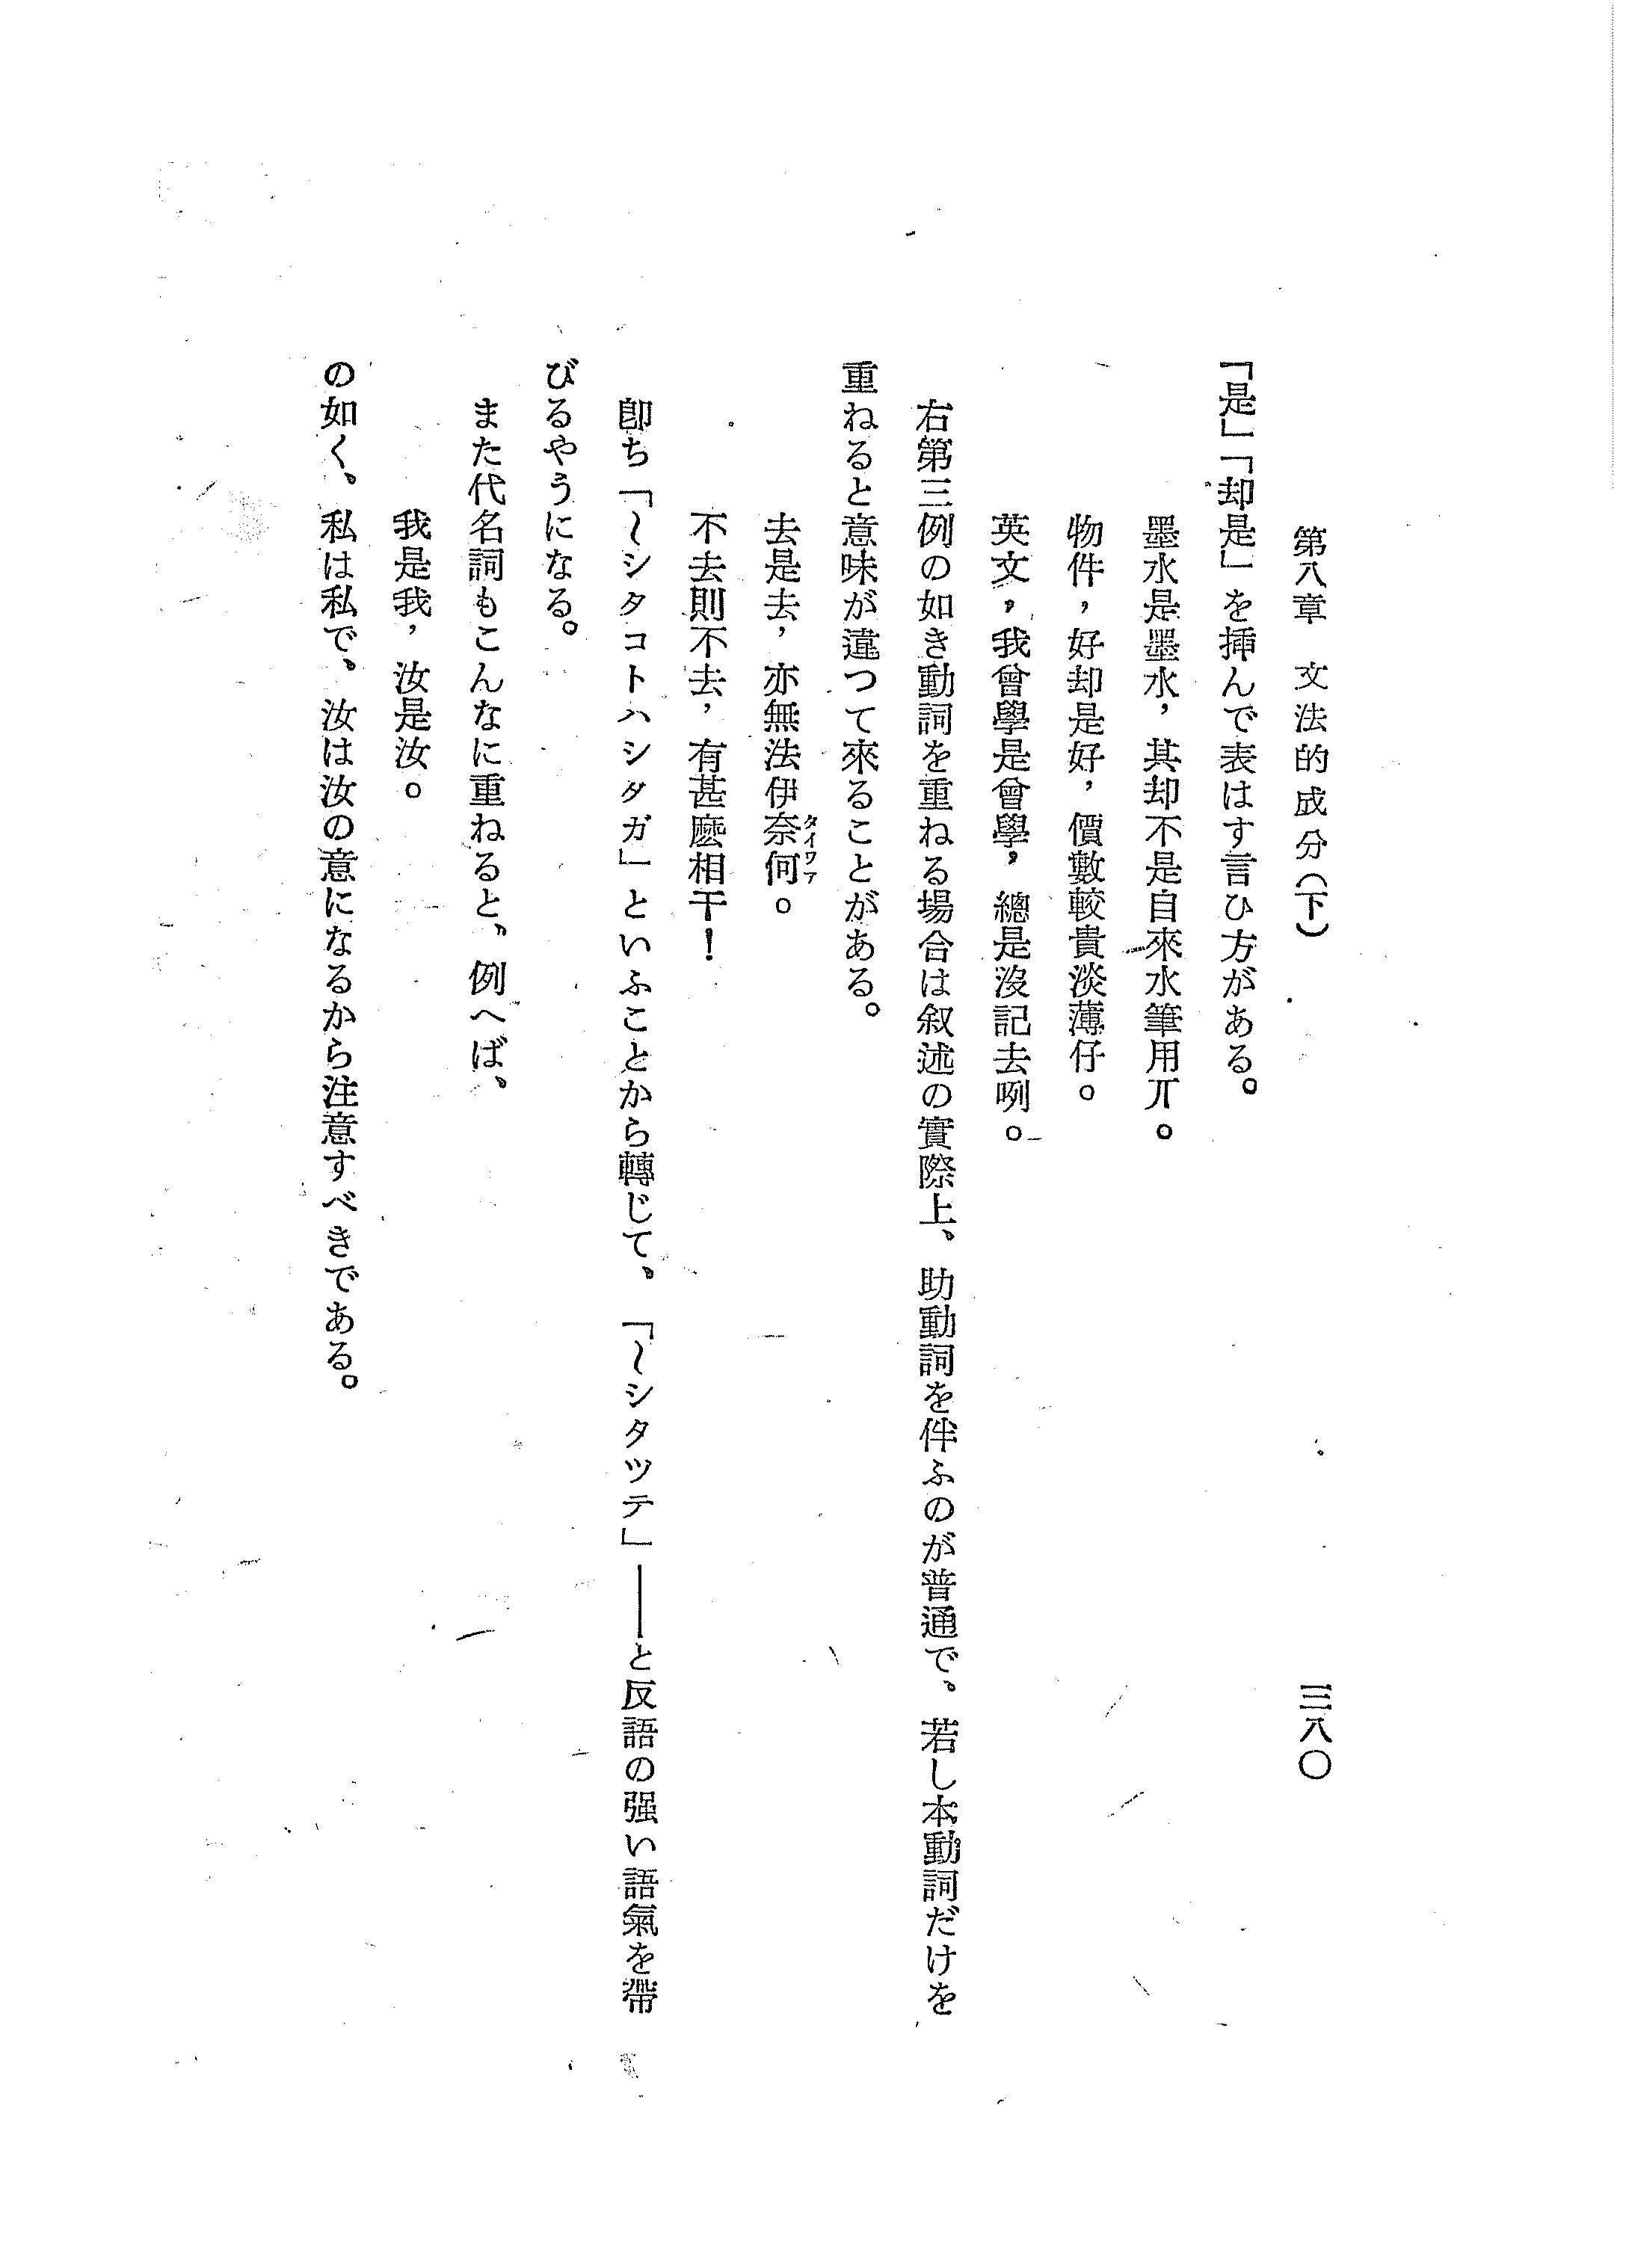 第八章　文法的成分（下）
三八〇
「是」「却是」を揷んで表はす言ひ方がある。
墨水是墨水，其却不是自來水筆用丌。
物件，好却是好，價數較貴淡薄仔。
英文，我曾學是曾學，總是沒記去咧。
右第三例の如き動詞を重ねる場合は叙述の實際上、助動詞を伴ふのが普通で、若し本動詞だけを
重ねると意味が違つて來ることがある。
去是去，亦無法伊奈何。
タイワア
不去則不去，有甚麽相干！
卽ち「〜シタコトハシタガ」といふことから轉じて、「〜シタツテ」――と反語の强い語氣を帶
びるやうになる。
また代名詞もこんなに重ねると、例へば、
我是我，汝是汝。
の如く、私は私で、汝は汝の意になるから注意すべきである。